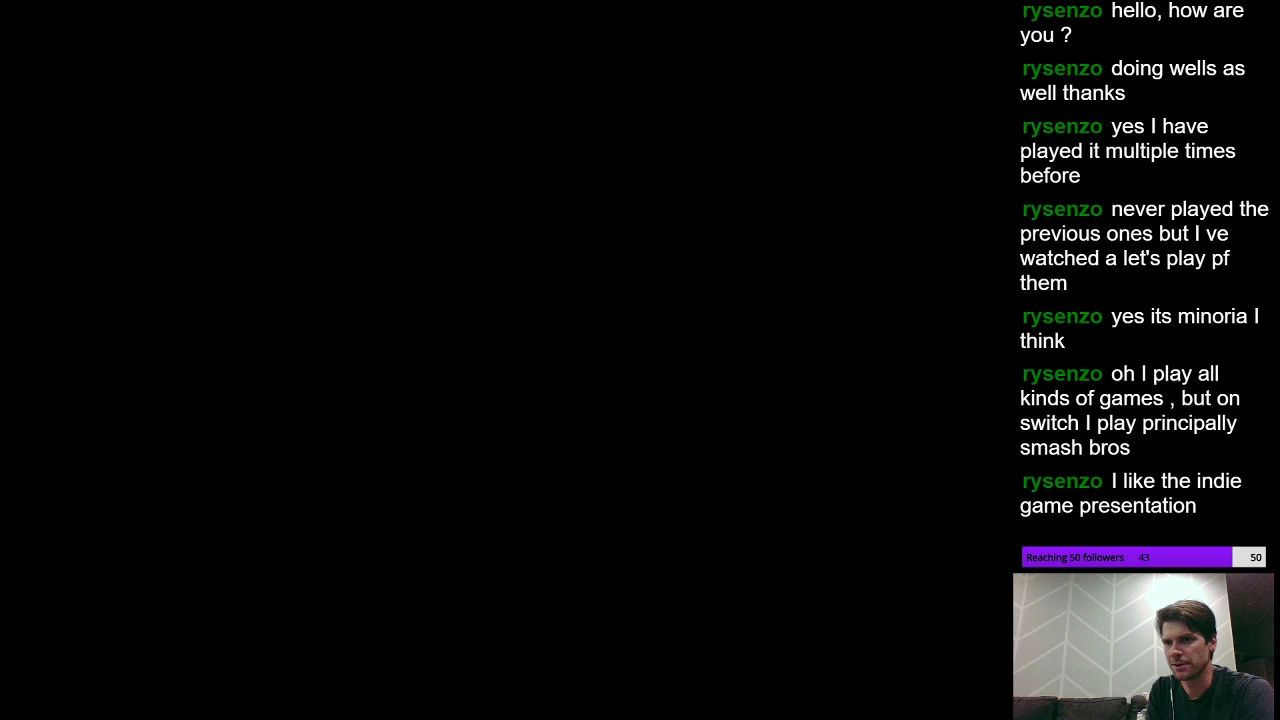 rysenzo hello, how are
you ?
rysenzo doing wells as
well thanks
rysenzo yes I have
played it multiple times
before
rysenzo never played the
previous ones but I ve
watched a let's play pf
them
rysenzo yes its minoria I
think
rysenzo oh I play all
kinds of games , but on
switch I play principally
smash bros
rysenzo I like the indie
game presentation
Reaching 50 followers 43 50